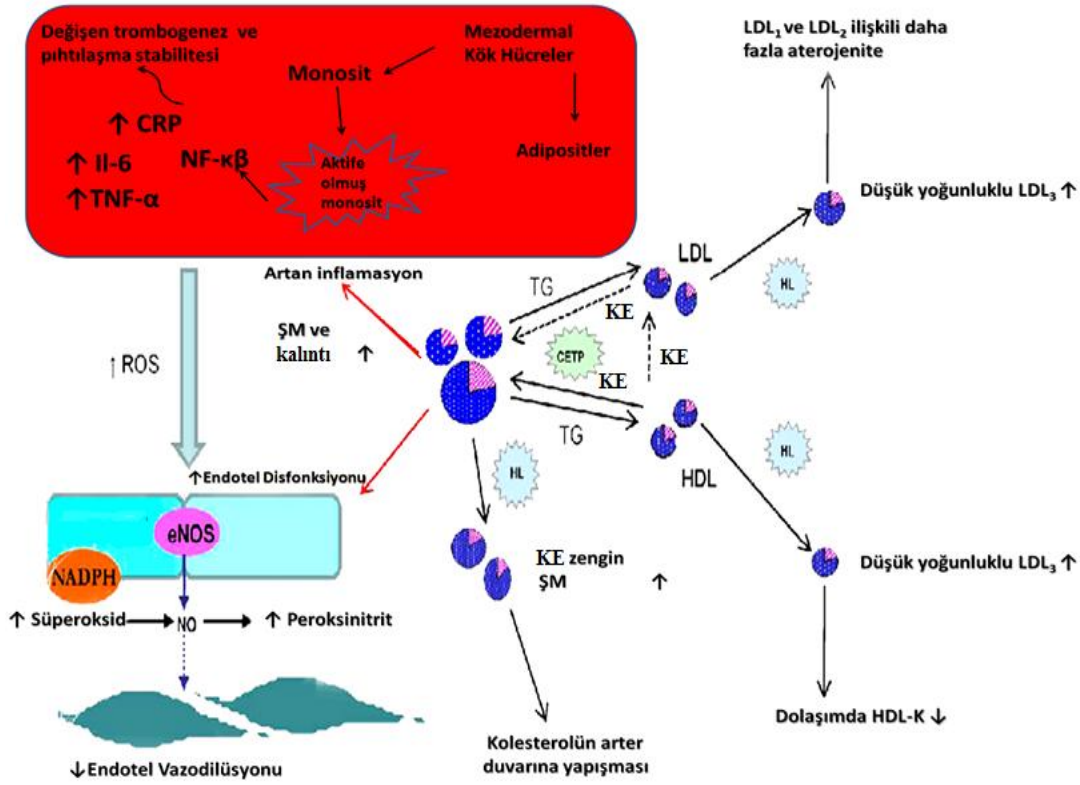 Değişen trombogenez ve
pıhtılaşma stabilitesi
Mezodermal
Kök Hücreler
Monosit
↑ CRP
↑ Il-6
NF-κβ
↑TNF-α
Aktife
olmuş
monosit
Adipositler
LDL₁ ve LDL₂ ilişkili daha
fazla aterojenite
Düşük yoğunluklu LDL₃ ↑
Artan inflamasyon
TG
LDL
HL
KE
ŞM ve
kalıntı ↑
CETP
KE
KE
↑ROS
TG
HL
HDL
HL
↑Endotel Disfonksiyonu
eNOS
NADPH
KE zengin
ŞM ↑
Düşük yoğunluklu LDL₃ ↑
↑ Süperoksid
NO
↑ Peroksinitrit
Dolaşımda HDL-K ↓
Kolesterolün arter
duvarına yapışması
↓Endotel Vazodilüsyonu